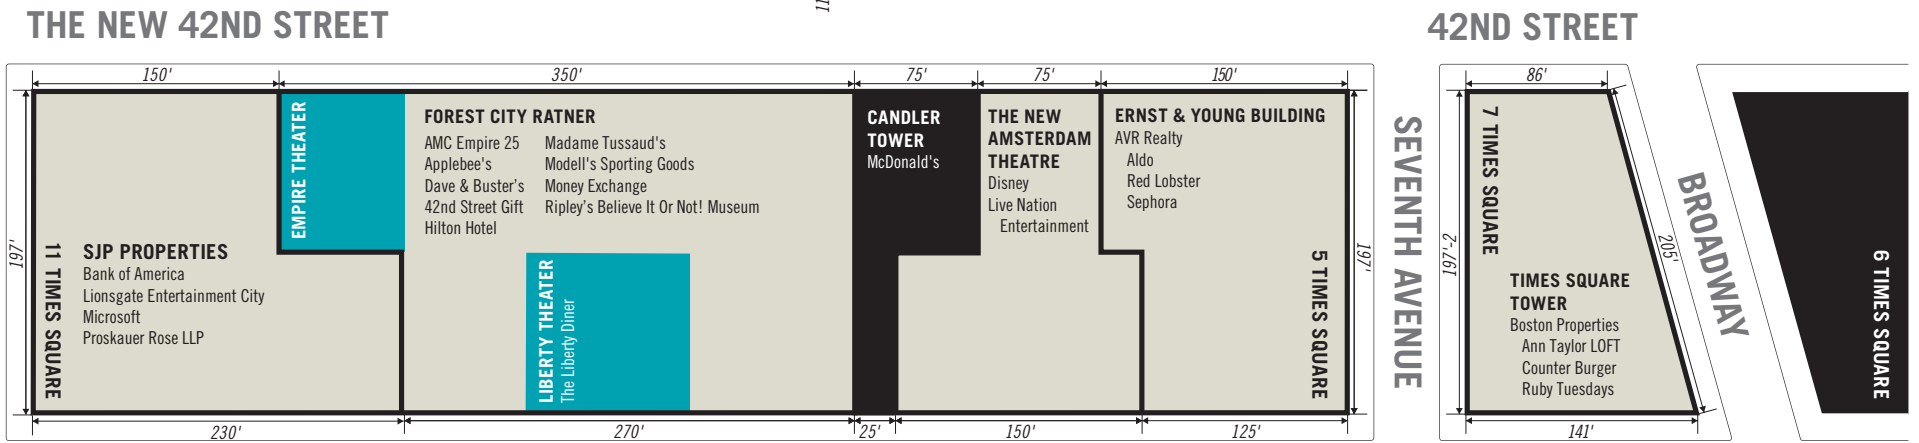 11
THE NEW 42ND STREET
42ND STREET
150'
350'
75'
75'
150'
86'
197'
11 TIMES SQUARE
SJP PROPERTIES
Bank of America
Lionsgate Entertainment City
Microsoft
Proskauer Rose LLP
EMPIRE THEATER
FOREST CITY RATNER
AMC Empire 25
Applebee's
Dave & Buster's
42nd Street Gift
Hilton Hotel
Madame Tussaud's
Modell's Sporting Goods
Money Exchange
Ripley's Believe It Or Not! Museum
LIBERTY THEATER
The Liberty Diner
CANDLER
TOWER
McDonald's
THE NEW
AMSTERDAM
THEATRE
Disney
Live Nation
Entertainment
ERNST & YOUNG BUILDING
AVR Realty
Aldo
Red Lobster
Sephora
5 TIMES SQUARE
197'
SEVENTH AVENUE
197'-2
7 TIMES SQUARE
TIMES SQUARE
TOWER
Boston Properties
Ann Taylor LOFT
Counter Burger
Ruby Tuesdays
205'
BROADWAY
6 TIMES SQUARE
230'
270'
25'
150'
125'
141'